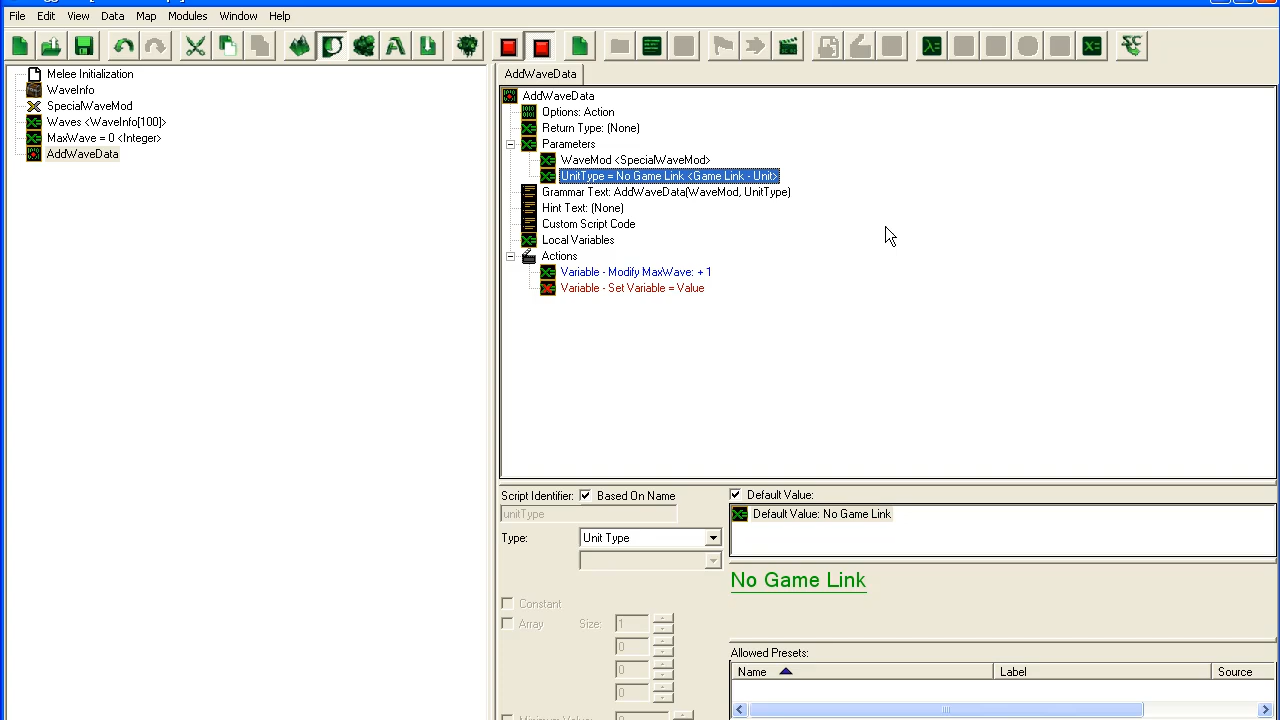 File Edit View Data Map Modules Window Help
Melee Initialization
WaveInfo
SpecialWaveMod
Waves <WaveInfo[100]>
MaxWave = 0 <Integer>
AddWaveData
AddWaveData
AddWaveData
Options: Action
Return Type: (None)
Parameters
WaveMod <SpecialWaveMod>
UnitType = No Game Link <Game Link - Unit>
Grammar Text: AddWaveData(WaveMod, UnitType)
Hint Text: (None)
Custom Script Code
Local Variables
Actions
Variable - Modify MaxWave: + 1
Variable - Set Variable = Value
Script Identifier: Based On Name
unitType
Type: Unit Type
Constant
Array Size: 1
0
0
0
Default Value:
Default Value: No Game Link
No Game Link
Allowed Presets:
Name Label Source